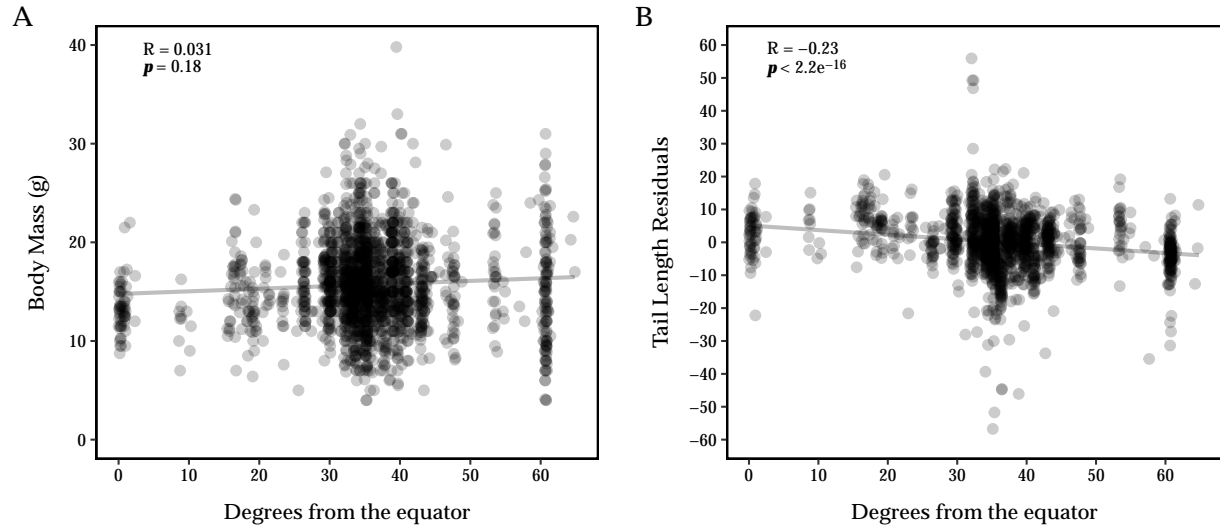 A
R = 0.031
p = 0.18
40
30
20
10
0
Body Mass (g)
0 10 20 30 40 50 60
Degrees from the equator
B
R = −0.23
p < 2.2e−16
60
50
40
30
20
10
0
−10
−20
−30
−40
−50
−60
Tail Length Residuals
0 10 20 30 40 50 60
Degrees from the equator